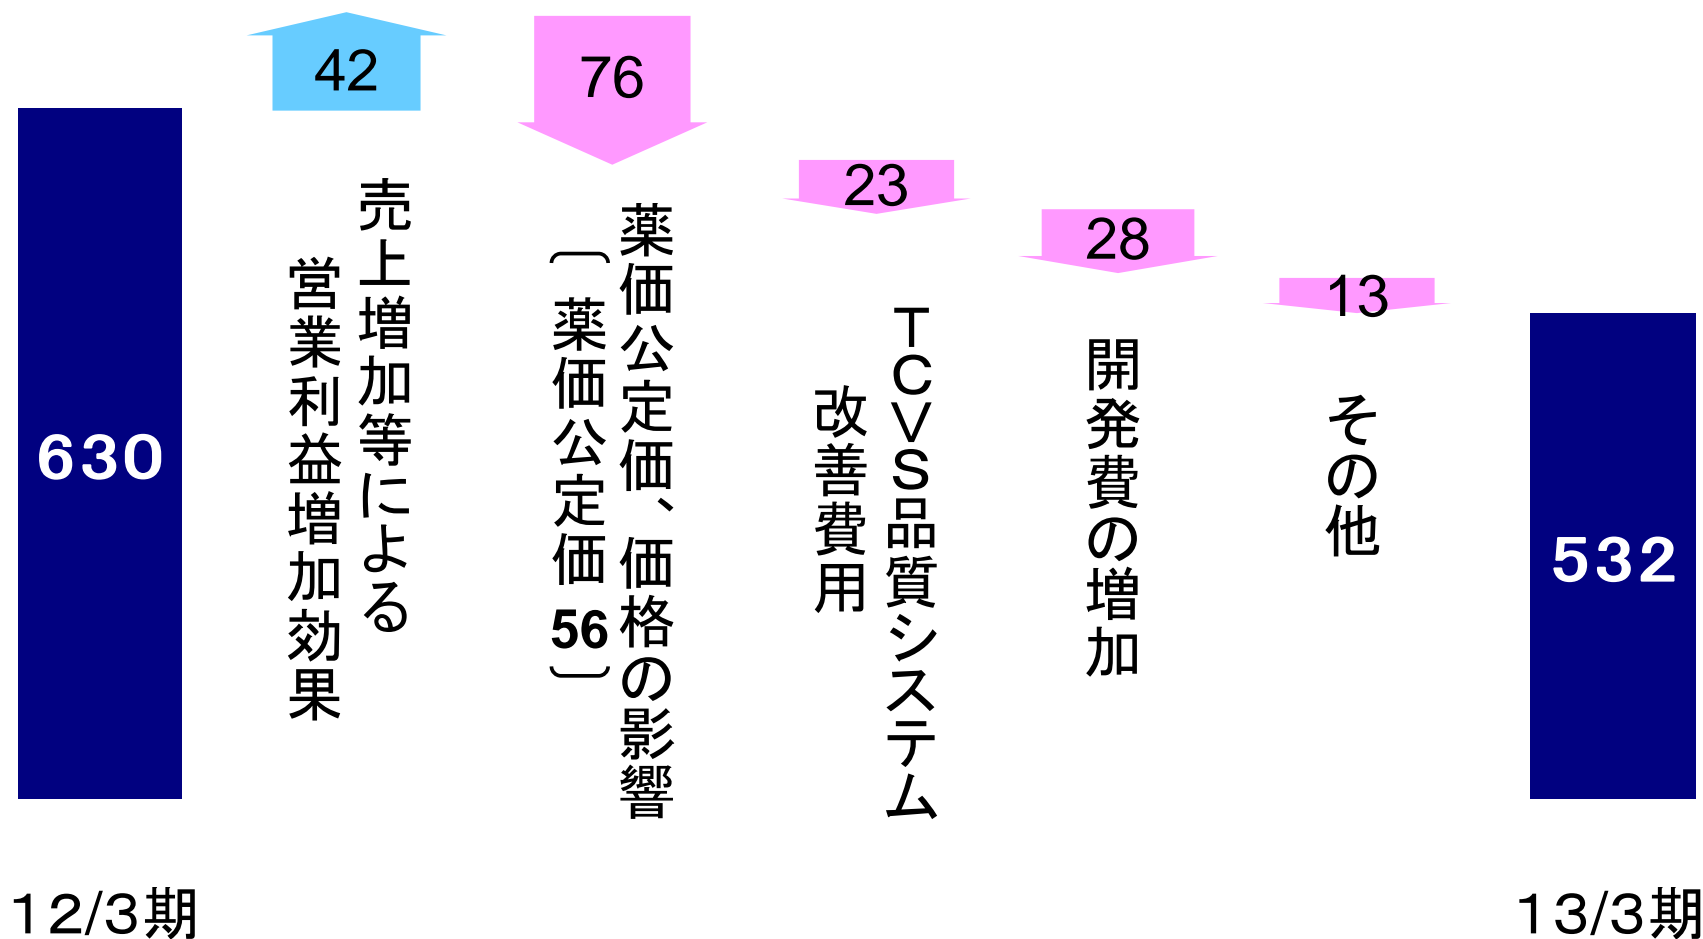 42
76
23
28
13
630
売上増加等による
営業利益増加効果
薬価公定価、価格の影響
〔 薬価公定価 56〕
ＴＣＶＳ品質システム
改善費用
開発費の増加
その他
532
12/3期
13/3期